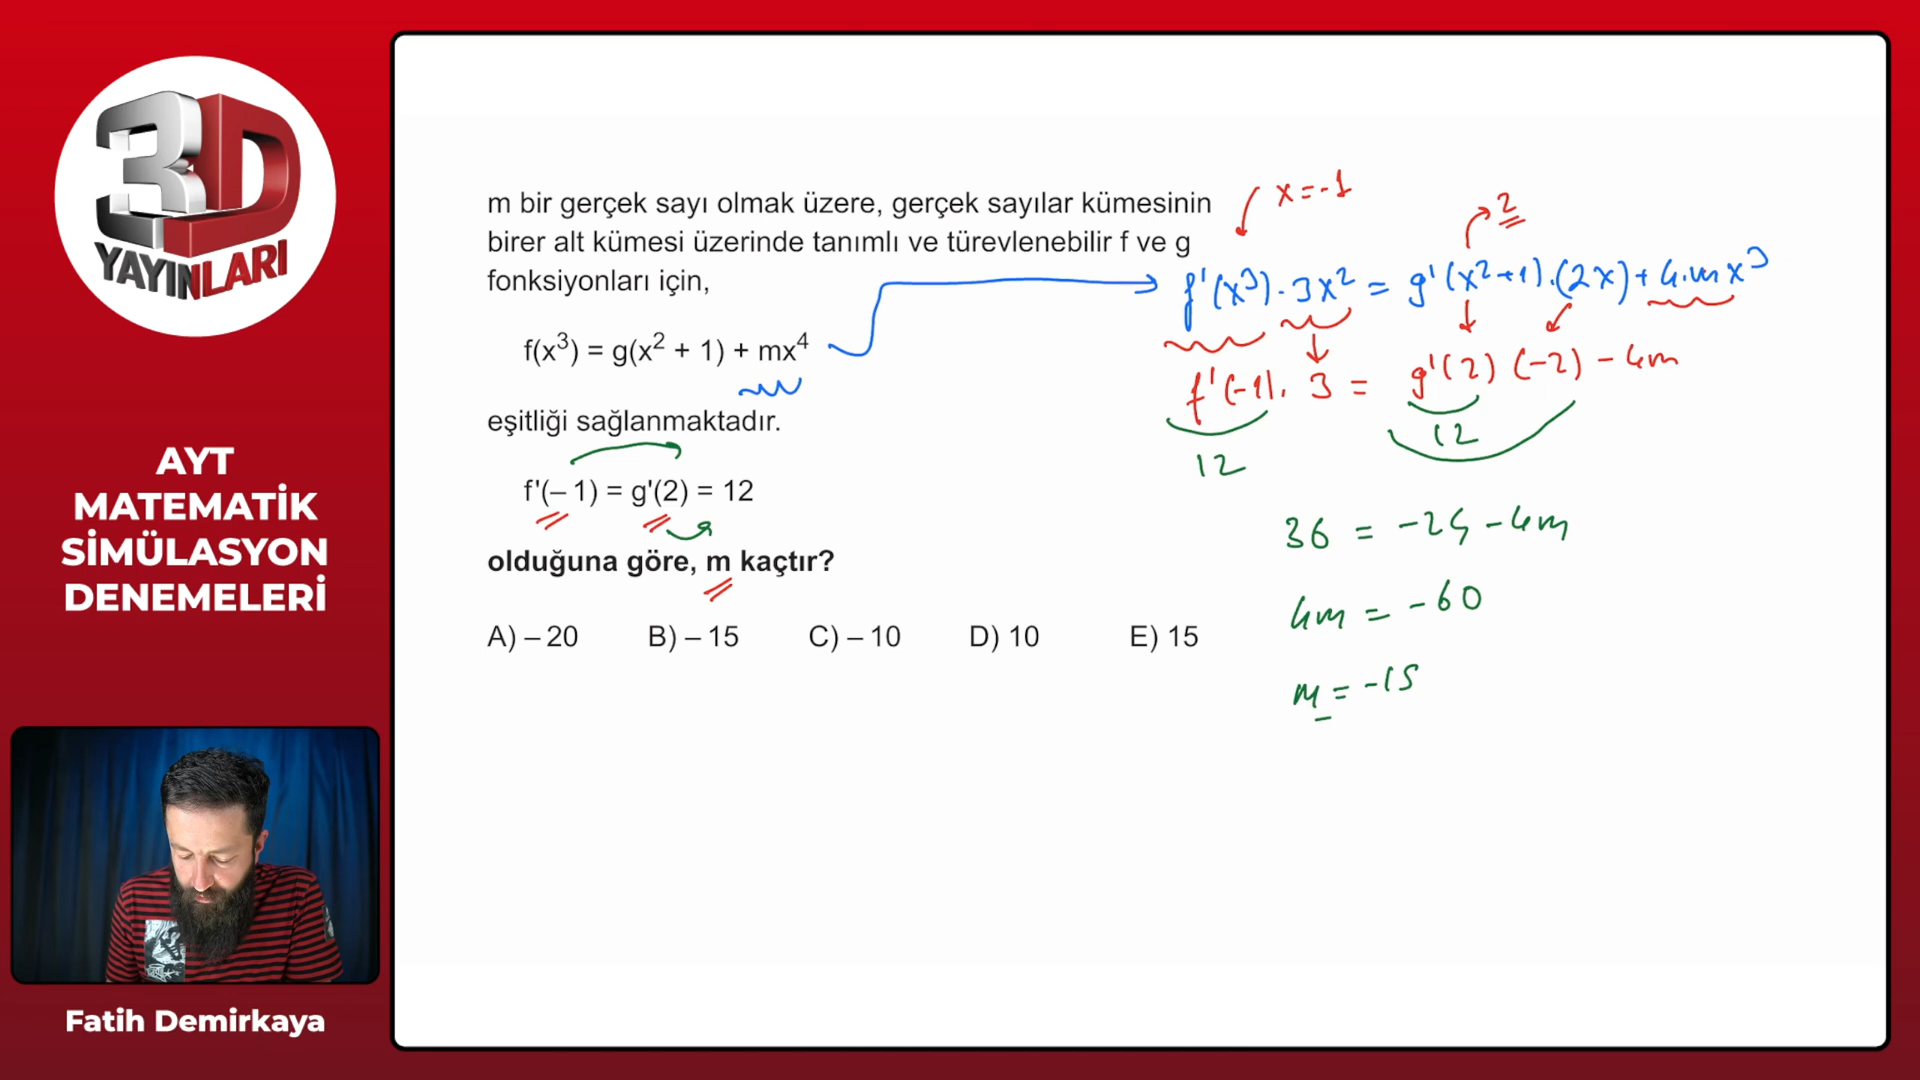 3D
YAYINLARI
AYT
MATEMATİK
SİMÜLASYON
DENEMELERİ
Fatih Demirkaya
m bir gerçek sayı olmak üzere, gerçek sayılar kümesinin
birer alt kümesi üzerinde tanımlı ve türevlenebilir f ve g
fonksiyonları için,
f(x³) = g(x² + 1) + mx⁴
eşitliği sağlanmaktadır.
f'(– 1) = g'(2) = 12
olduğuna göre, m kaçtır?
A) – 20 B) – 15 C) – 10 D) 10 E) 15
x=-1
2
f'(x³).3x² = g'(x²+1).(2x)+4.mx³
f'(-1). 3 = g'(2) (-2) - 4m
12 12
36 = -24 - 4m
4m = -60
m = -15